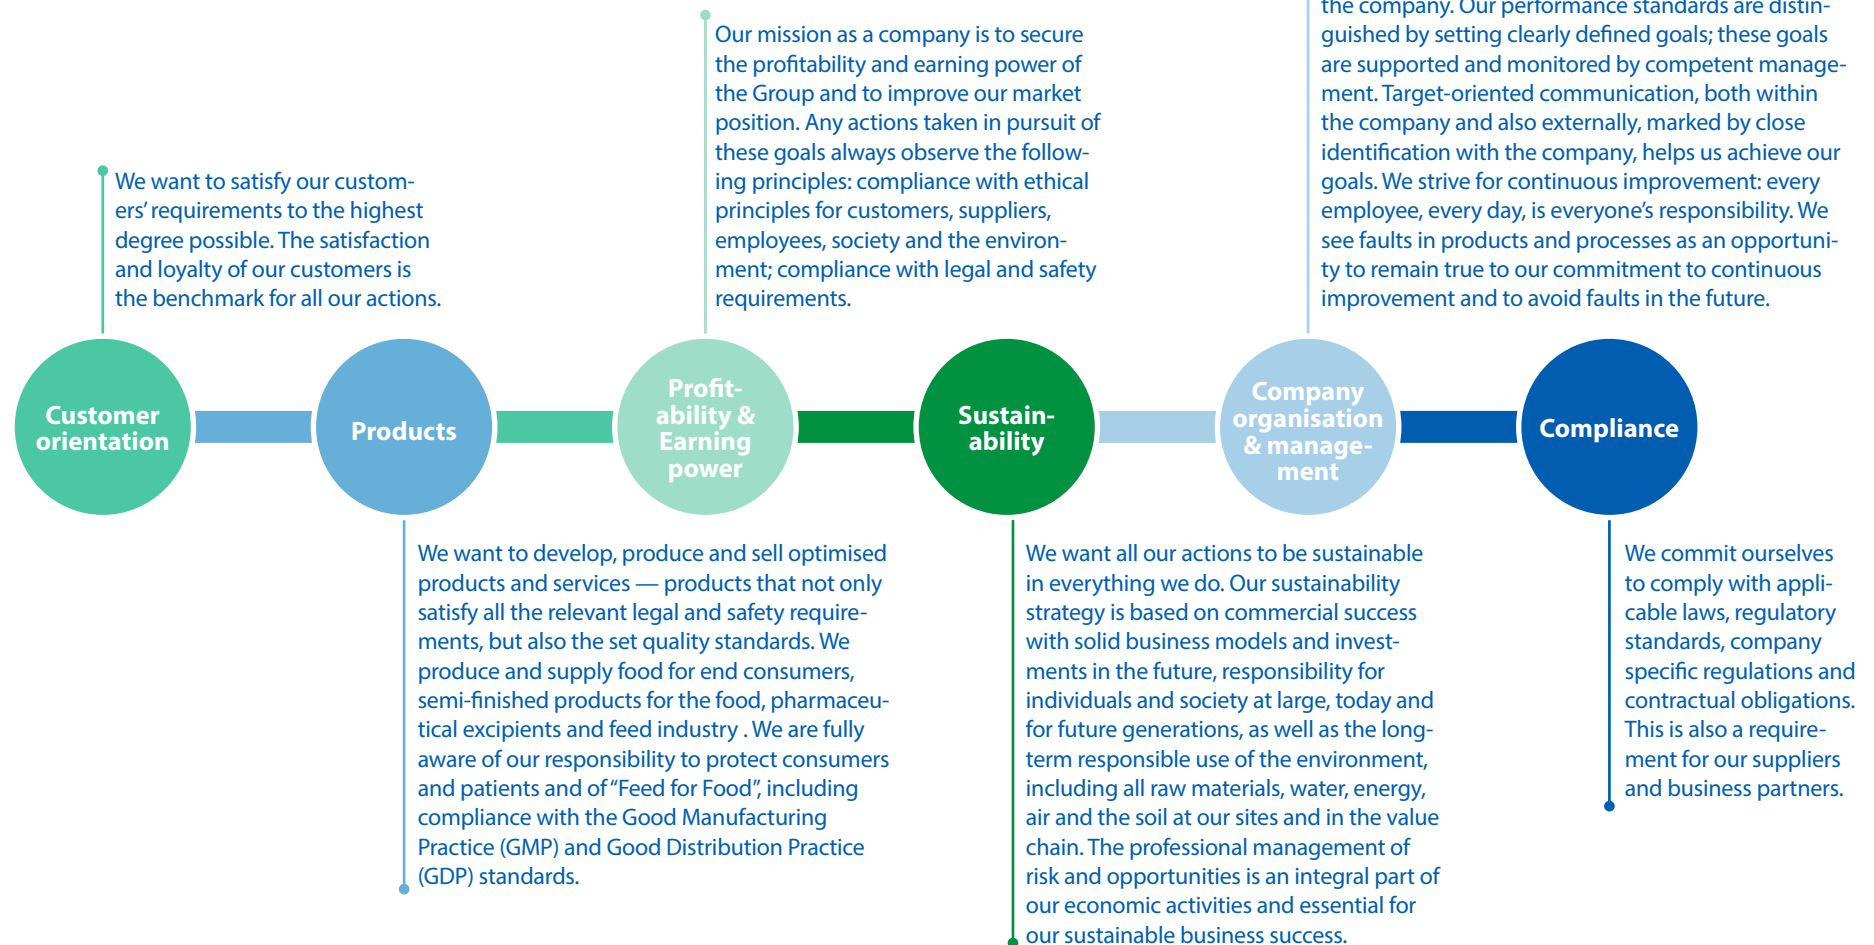 the company. Our performance standards are distin-
guished by setting clearly defined goals; these goals
are supported and monitored by competent manage-
ment. Target-oriented communication, both within
the company and also externally, marked by close
identification with the company, helps us achieve our
goals. We strive for continuous improvement: every
employee, every day, is everyone’s responsibility. We
see faults in products and processes as an opportuni-
ty to remain true to our commitment to continuous
improvement and to avoid faults in the future.
Our mission as a company is to secure
the profitability and earning power of
the Group and to improve our market
position. Any actions taken in pursuit of
these goals always observe the follow-
ing principles: compliance with ethical
principles for customers, suppliers,
employees, society and the environ-
ment; compliance with legal and safety
requirements.
We want to satisfy our custom-
ers’ requirements to the highest
degree possible. The satisfaction
and loyalty of our customers is
the benchmark for all our actions.
Customer
orientation
Products
Profit-
ability &
Earning
power
Sustain-
ability
Company
organisation
& manage-
ment
Compliance
We want to develop, produce and sell optimised
products and services — products that not only
satisfy all the relevant legal and safety require-
ments, but also the set quality standards. We
produce and supply food for end consumers,
semi-finished products for the food, pharmaceu-
tical excipients and feed industry . We are fully
aware of our responsibility to protect consumers
and patients and of “Feed for Food”, including
compliance with the Good Manufacturing
Practice (GMP) and Good Distribution Practice
(GDP) standards.
We want all our actions to be sustainable
in everything we do. Our sustainability
strategy is based on commercial success
with solid business models and invest-
ments in the future, responsibility for
individuals and society at large, today and
for future generations, as well as the long-
term responsible use of the environment,
including all raw materials, water, energy,
air and the soil at our sites and in the value
chain. The professional management of
risk and opportunities is an integral part of
our economic activities and essential for
our sustainable business success.
We commit ourselves
to comply with appli-
cable laws, regulatory
standards, company
specific regulations and
contractual obligations.
This is also a require-
ment for our suppliers
and business partners.